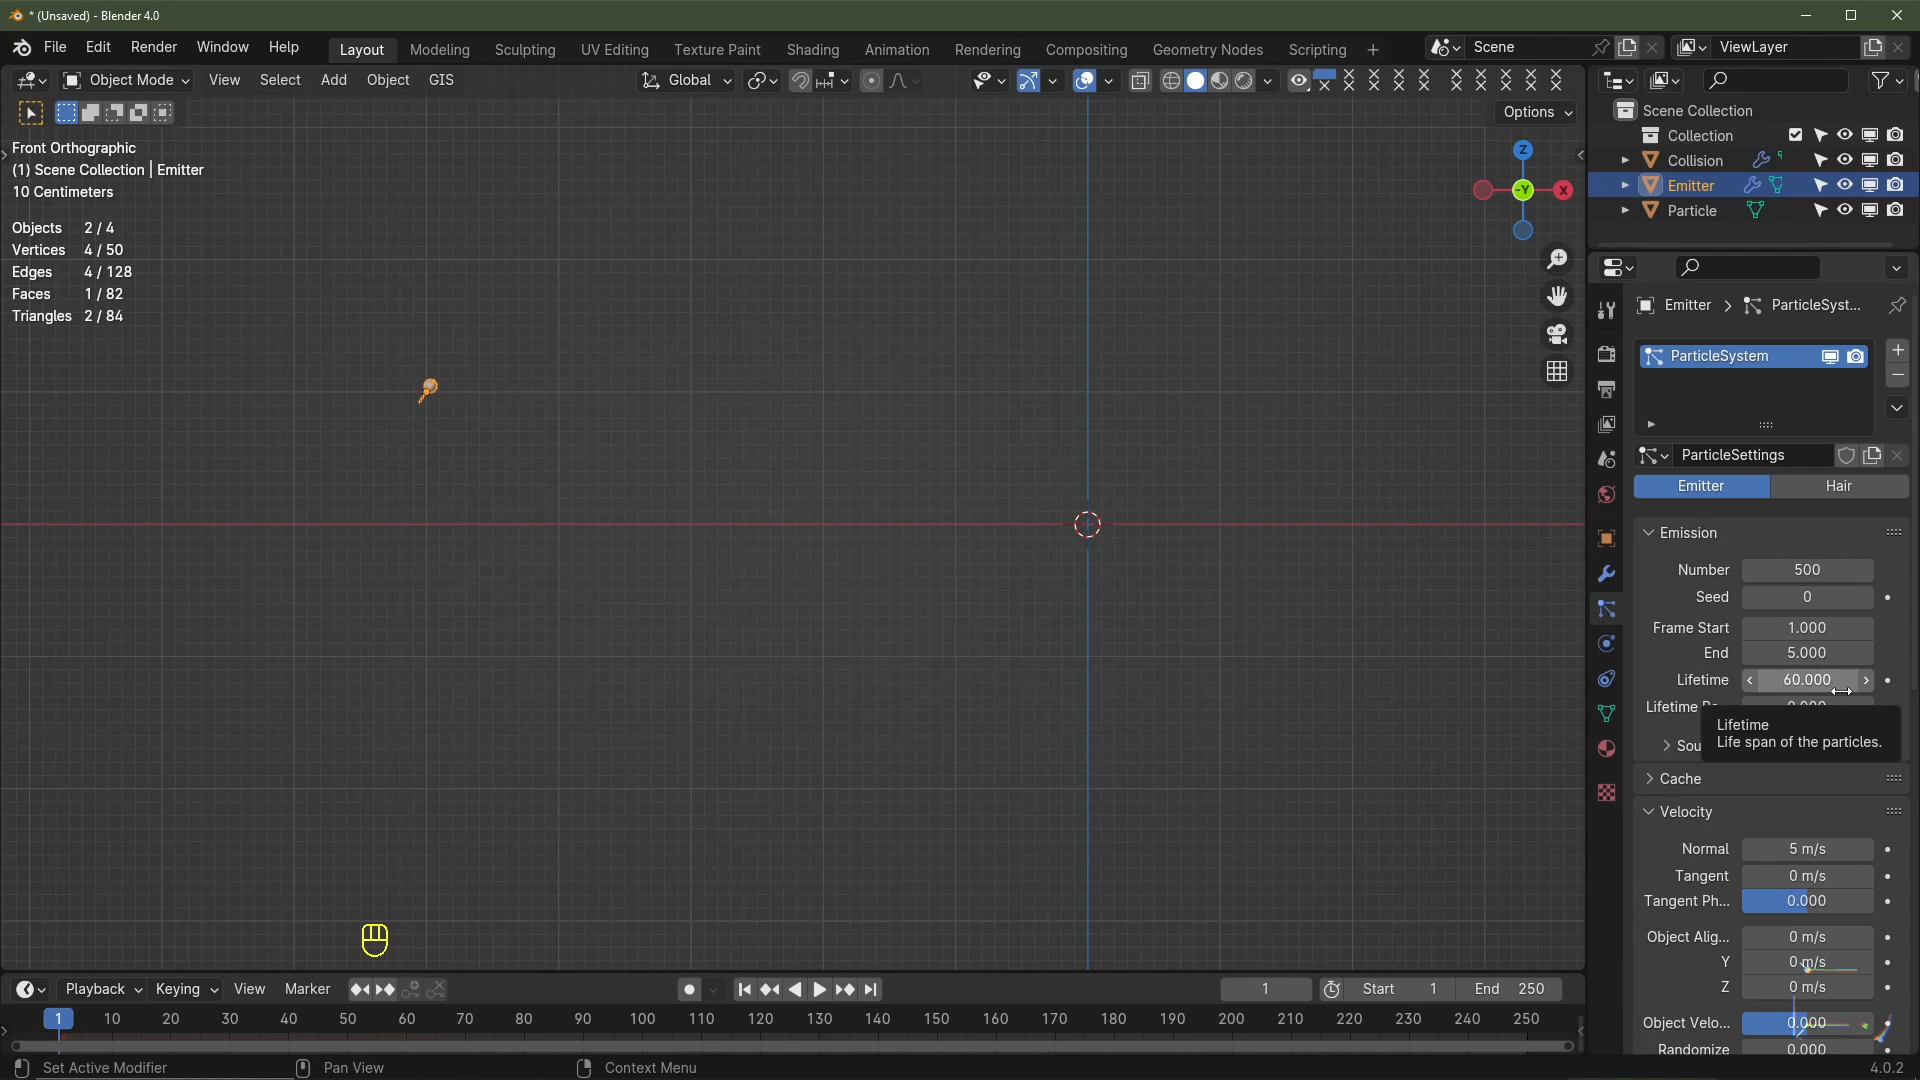 * (Unsaved) - Blender 4.0
File Edit Render Window Help Layout Modeling Sculpting UV Editing Texture Paint Shading Animation Rendering Compositing Geometry Nodes Scripting + Scene ViewLayer
Object Mode View Select Add Object GIS Global
Options
Front Orthographic
(1) Scene Collection | Emitter
10 Centimeters
Objects 2 / 4
Vertices 4 / 50
Edges 4 / 128
Faces 1 / 82
Triangles 2 / 84
Z
-Y
X
Scene Collection
Collection
Collision
Emitter
Particle
Emitter > ParticleSyst...
ParticleSystem
ParticleSettings
Emitter Hair
Emission
Number 500
Seed 0
Frame Start 1.000
End 5.000
Lifetime 60.000
Lifetime
Lifetime
Life span of the particles.
Cache
Velocity
Normal 5 m/s
Tangent 0 m/s
Tangent Ph... 0.000
Object Alig... 0 m/s
Y 0 m/s
Z 0 m/s
Object Velo... 0.000
Randomize 0.000
Playback Keying View Marker 1 Start 1 End 250
1 10 20 30 40 50 60 70 80 90 100 110 120 130 140 150 160 170 180 190 200 210 220 230 240 250
Set Active Modifier Pan View Context Menu 4.0.2